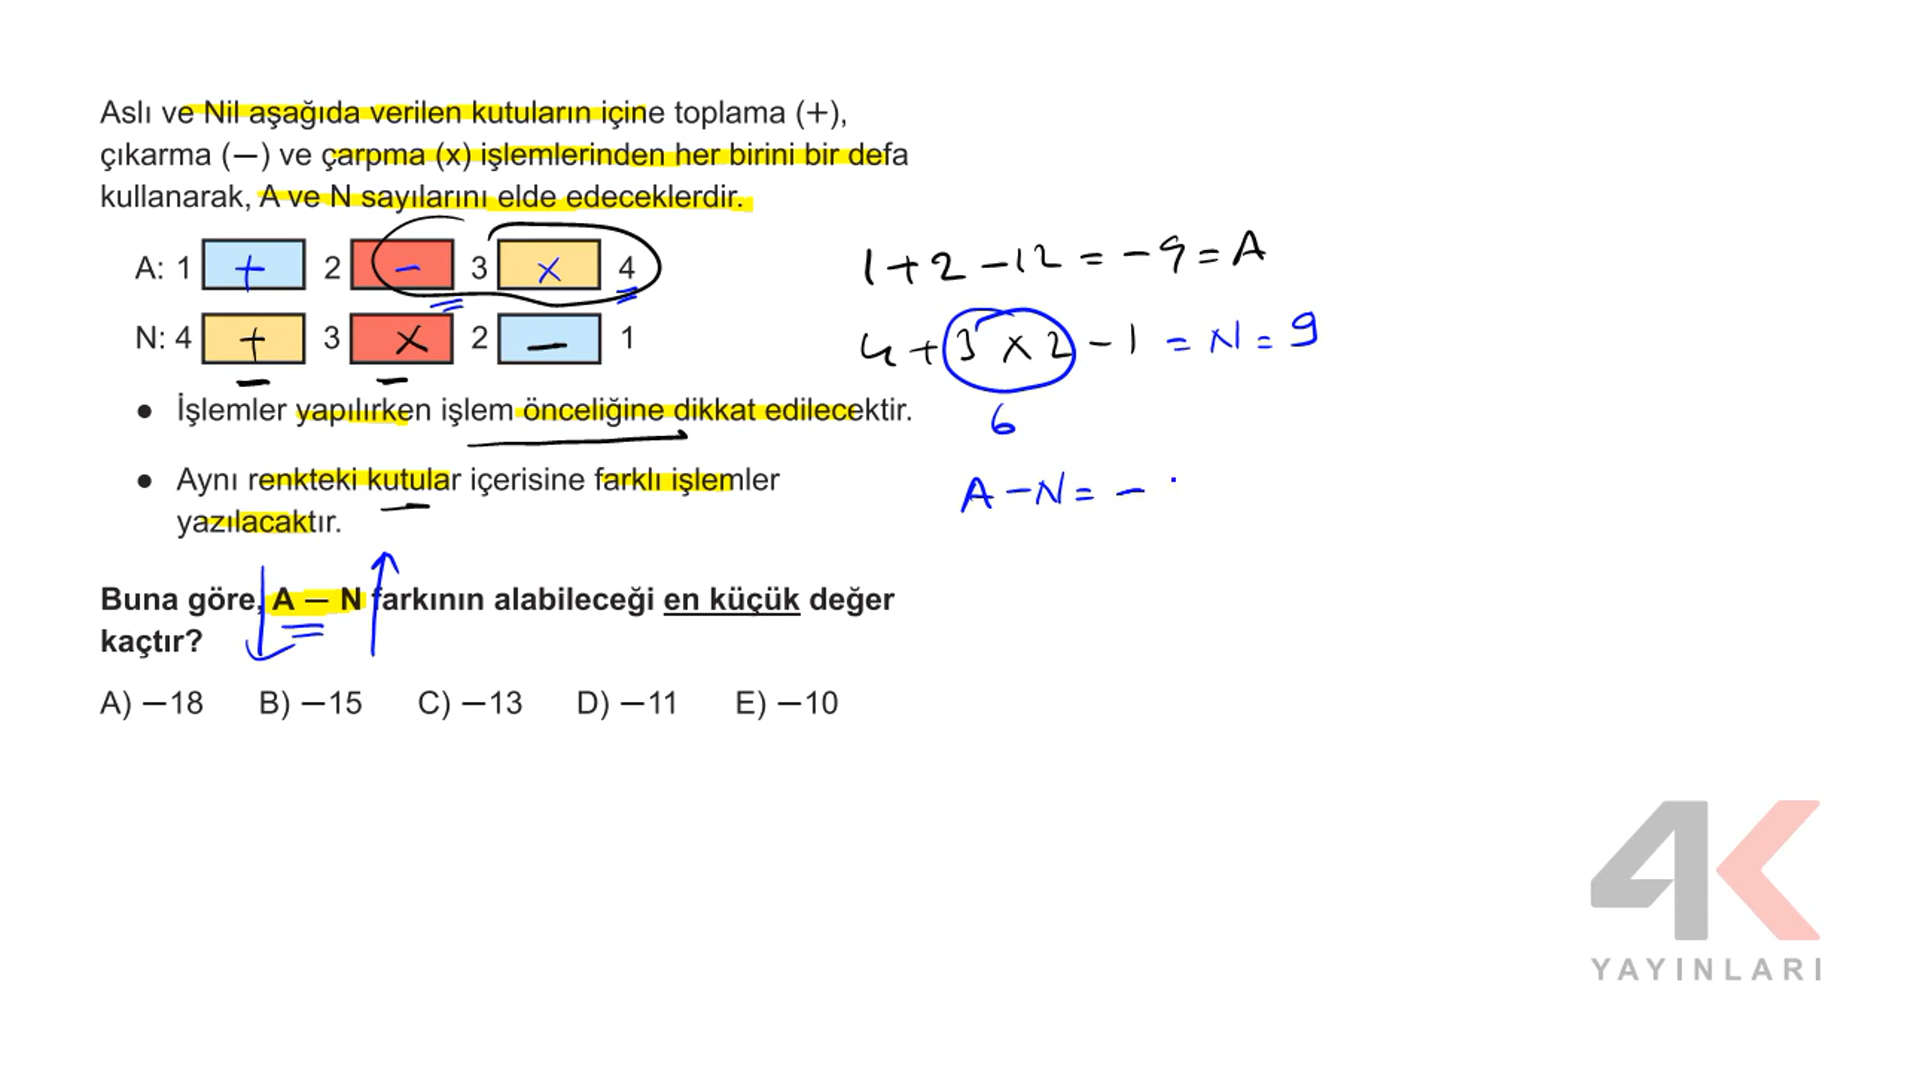 Aslı ve Nil aşağıda verilen kutuların içine toplama (+),
çıkarma (—) ve çarpma (x) işlemlerinden her birini bir defa
kullanarak, A ve N sayılarını elde edeceklerdir.
A: 1 + 2 - 3 x 4
1 + 2 - 12 = - 9 = A
N: 4 + 3 x 2 - 1
4 + 3 x 2 - 1 = N = 9
6
● İşlemler yapılırken işlem önceliğine dikkat edilecektir.
● Aynı renkteki kutular içerisine farklı işlemler
yazılacaktır.
A - N = -
Buna göre, A — N farkının alabileceği en küçük değer
kaçtır?
A) —18 B) —15 C) —13 D) —11 E) —10
4K
YAYINLARI